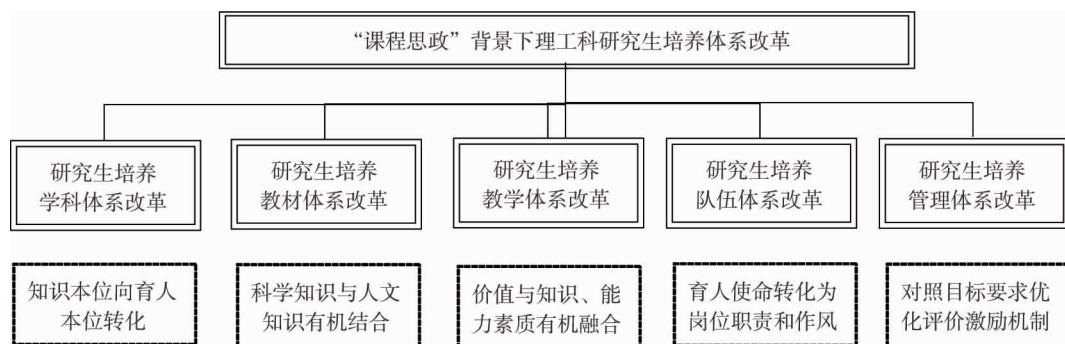 “课程思政”背景下理工科研究生培养体系改革
研究生培养
学科体系改革
研究生培养
教材体系改革
研究生培养
教学体系改革
研究生培养
队伍体系改革
研究生培养
管理体系改革
知识本位向育人
本位转化
科学知识与人文
知识有机结合
价值与知识、能
力素质有机融合
育人使命转化为
岗位职责和作风
对照目标要求优
化评价激励机制